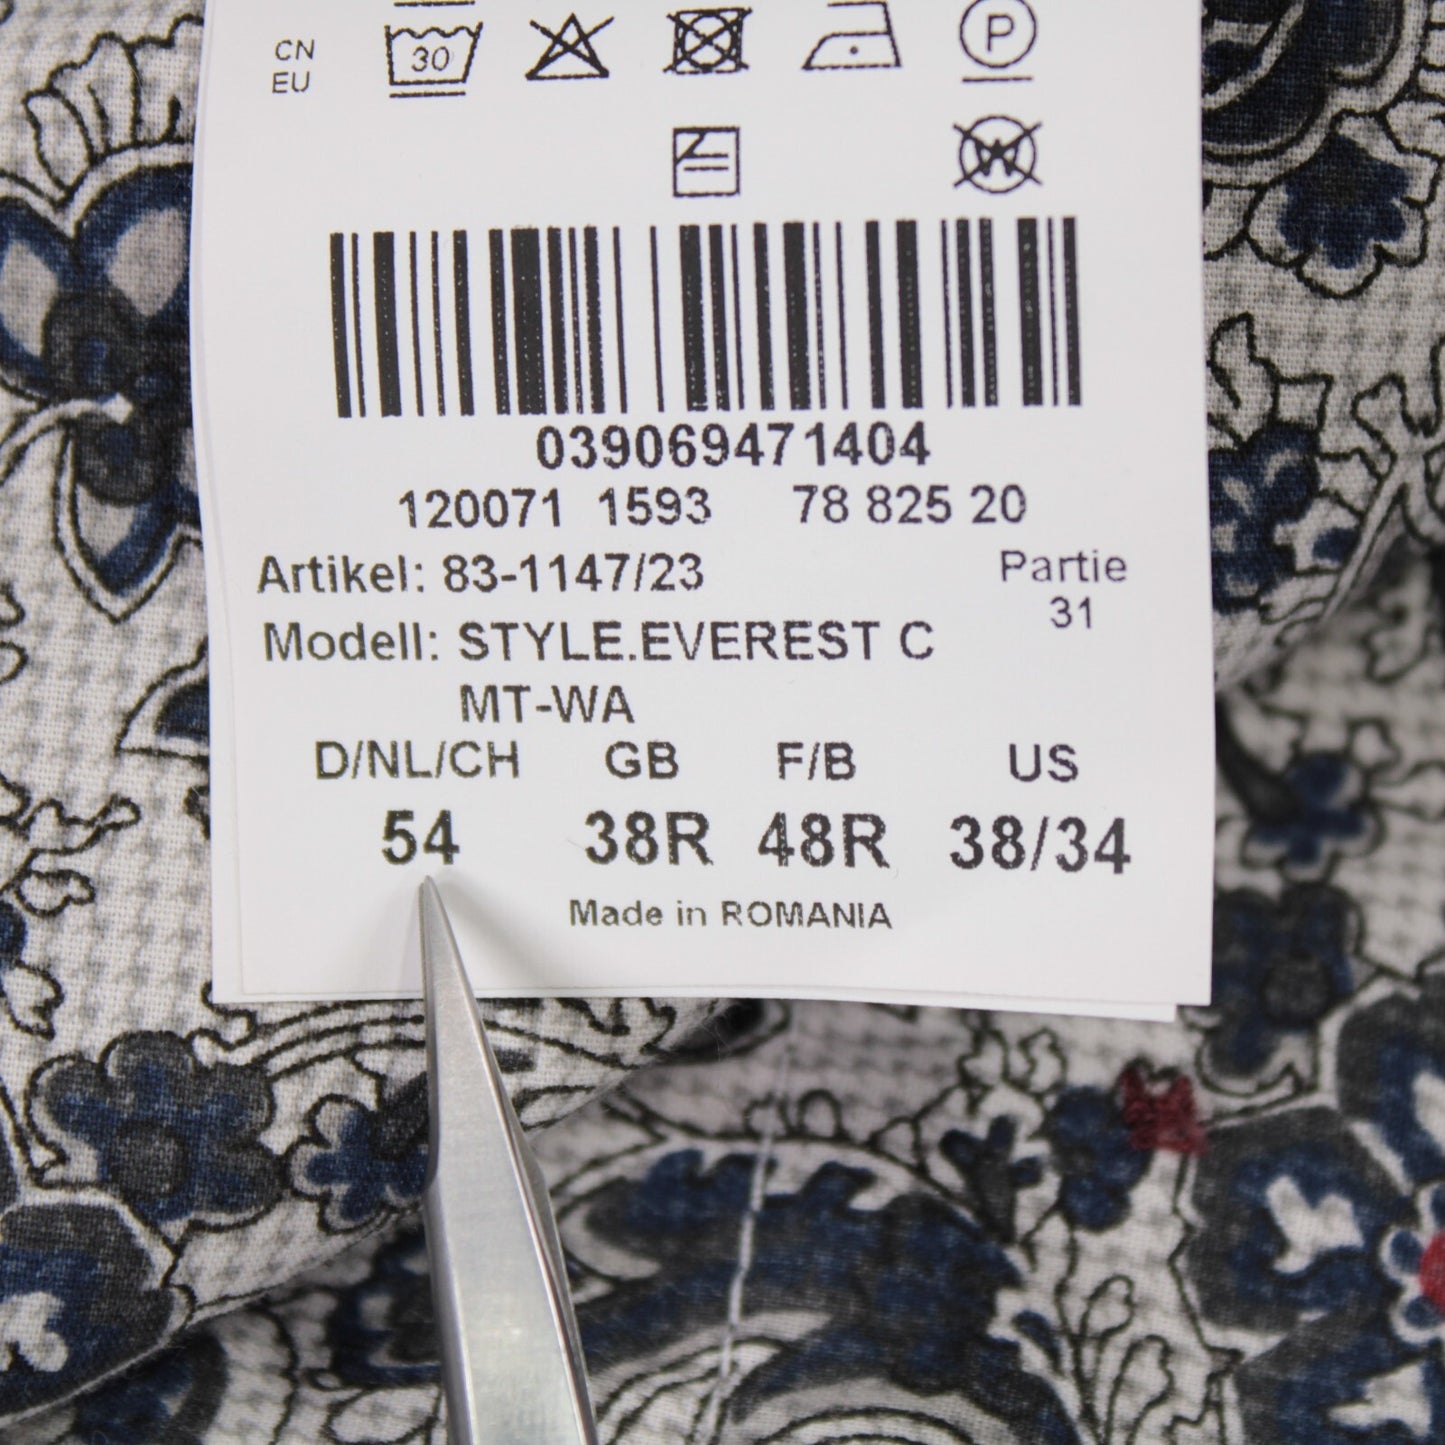 CN
EU
30
P
W
039069471404
120071 1593 78 825 20
Artikel: 83-1147/23 Partie
31
Modell: STYLE.EVEREST C
MT-WA
D/NL/CH GB F/B US
54 38R 48R 38/34
Made in ROMANIA